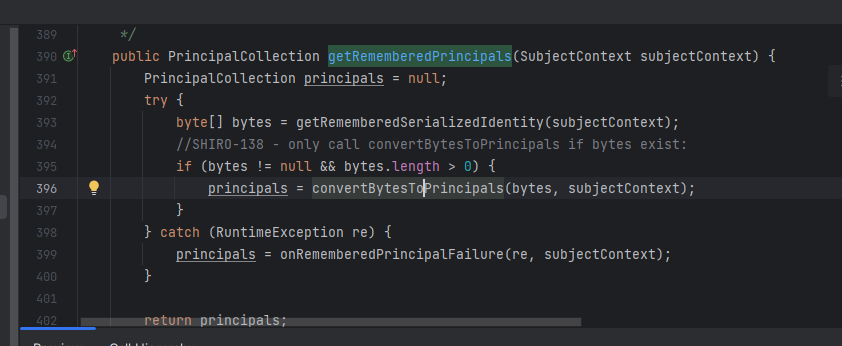 389 */
390 public PrincipalCollection getRememberedPrincipals(SubjectContext subjectContext) {
391 PrincipalCollection principals = null;
392 try {
393 byte[] bytes = getRememberedSerializedIdentity(subjectContext);
394 //SHIRO-138 - only call convertBytesToPrincipals if bytes exist:
395 if (bytes != null && bytes.length > 0) {
396 principals = convertBytesToPrincipals(bytes, subjectContext);
397 }
398 } catch (RuntimeException re) {
399 principals = onRememberedPrincipalFailure(re, subjectContext);
400 }
401
402 return principals;